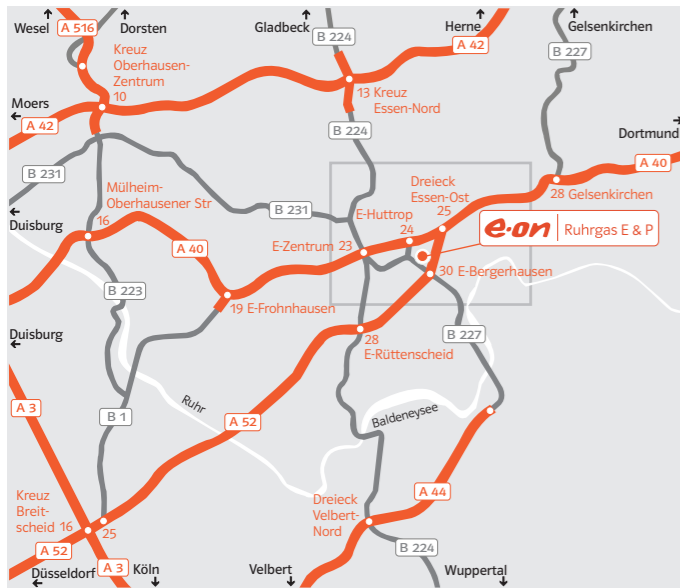 Wesel
A 516
Dorsten
Gladbeck
B 224
Herne
Gelsenkirchen
A 42
B 227
Kreuz
Oberhausen-
Zentrum
10
13 Kreuz
Essen-Nord
Moers
A 42
B 224
Dortmund
A 40
B 231
Mülheim-
Oberhausener Str
Dreieck
Essen-Ost
25
28 Gelsenkirchen
Duisburg
16
B 231
E-Huttrop
24
e·on Ruhrgas E & P
A 40
E-Zentrum 23
30 E-Bergerhausen
B 223
19 E-Frohnhausen
Duisburg
28
E-Rüttenscheid
B 227
A 3
Ruhr
B 1
A 52
Baldeneysee
Kreuz
Breit-
scheid 16
25
Dreieck
Velbert-
Nord
A 44
A 52
B 224
Düsseldorf
A 3
Köln
Velbert
Wuppertal